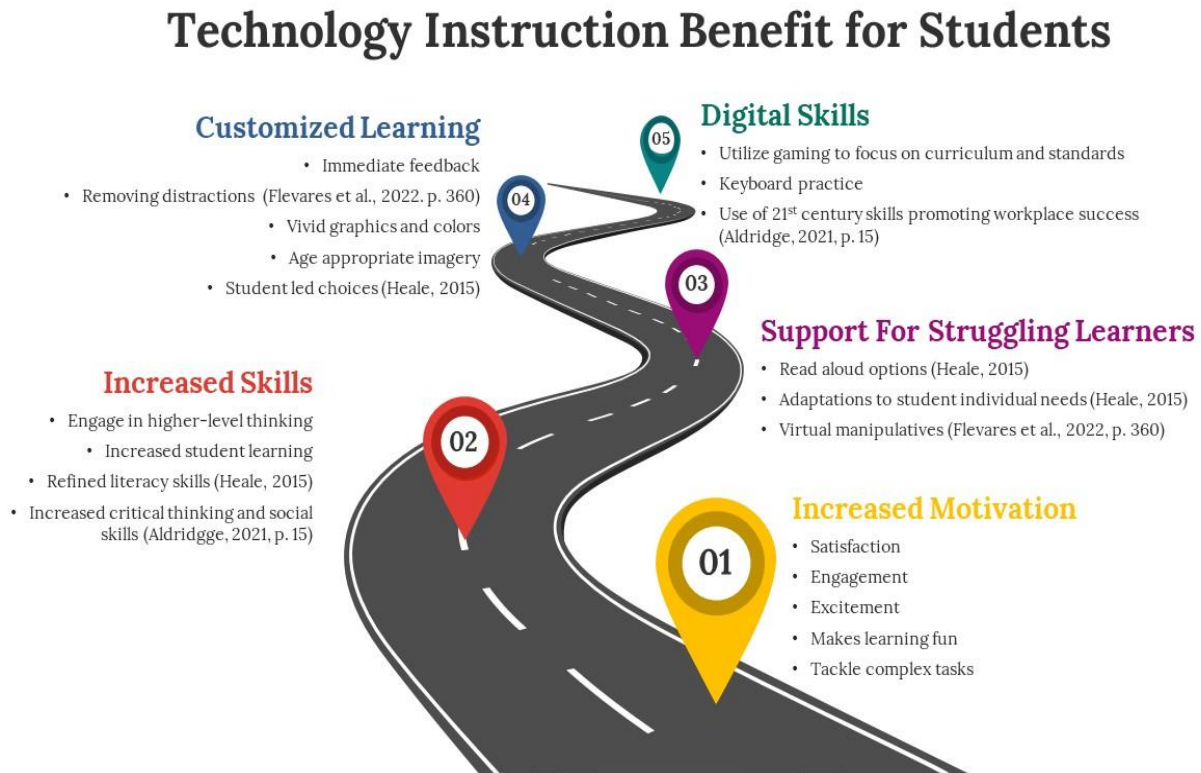 Technology Instruction Benefit for Students
Customized Learning
• Immediate feedback
• Removing distractions (Flevares et al., 2022. p. 360)
• Vivid graphics and colors
• Age appropriate imagery
• Student led choices (Heale, 2015)
04
05
Digital Skills
• Utilize gaming to focus on curriculum and standards
• Keyboard practice
• Use of 21st century skills promoting workplace success
(Aldridge, 2021, p. 15)
03
Support For Struggling Learners
• Read aloud options (Heale, 2015)
• Adaptations to student individual needs (Heale, 2015)
• Virtual manipulatives (Flevares et al., 2022, p. 360)
Increased Skills
• Engage in higher-level thinking
• Increased student learning
• Refined literacy skills (Heale, 2015)
• Increased critical thinking and social
skills (Aldridgge, 2021, p. 15)
02
01
Increased Motivation
• Satisfaction
• Engagement
• Excitement
• Makes learning fun
• Tackle complex tasks